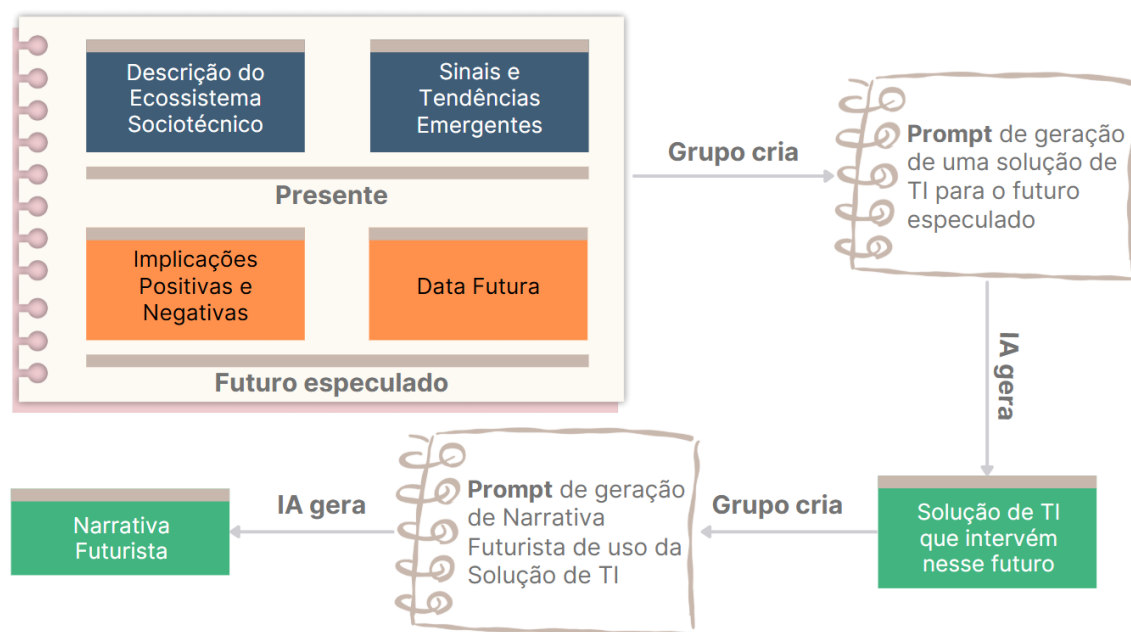 Descrição do
Ecossistema
Sociotécnico
Sinais e
Tendências
Emergentes
Presente
Implicações
Positivas e
Negativas
Data Futura
Futuro especulado
Grupo cria
Prompt de geração
de uma solução de
TI para o futuro
especulado
IA gera
Solução de TI
que intervém
nesse futuro
Grupo cria
Prompt de geração
de Narrativa
Futurista de uso da
Solução de TI
IA gera
Narrativa
Futurista